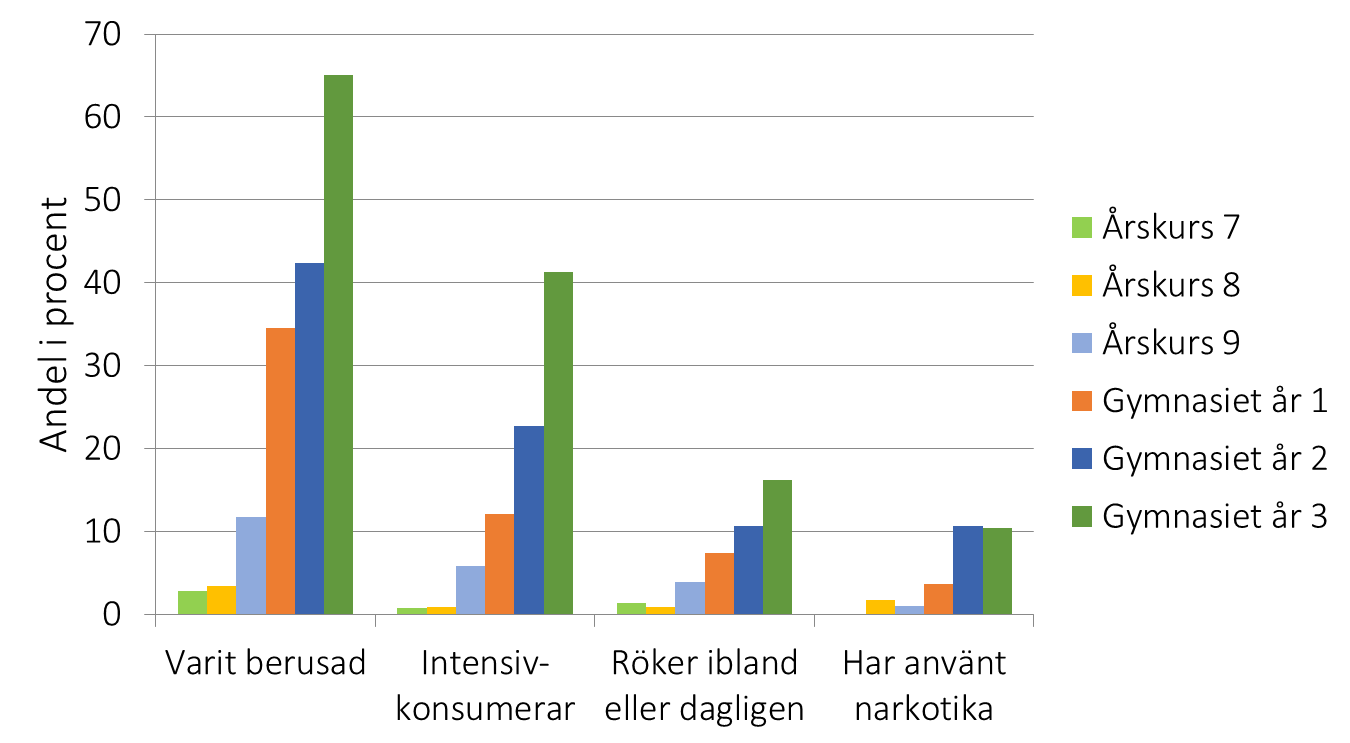 Andel i procent
70
60
50
40
30
20
10
0
Varit berusad
Intensiv-
konsumerar
Röker ibland
eller dagligen
Har använt
narkotika
Årskurs 7
Årskurs 8
Årskurs 9
Gymnasiet år 1
Gymnasiet år 2
Gymnasiet år 3